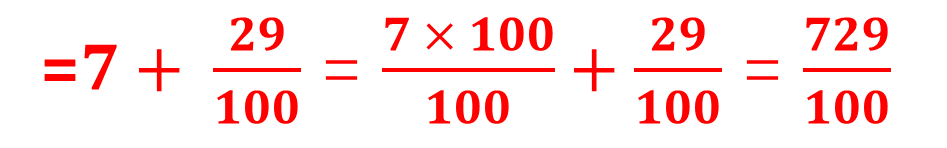 =7 + 29/100 = 7 × 100/100 + 29/100 = 729/100